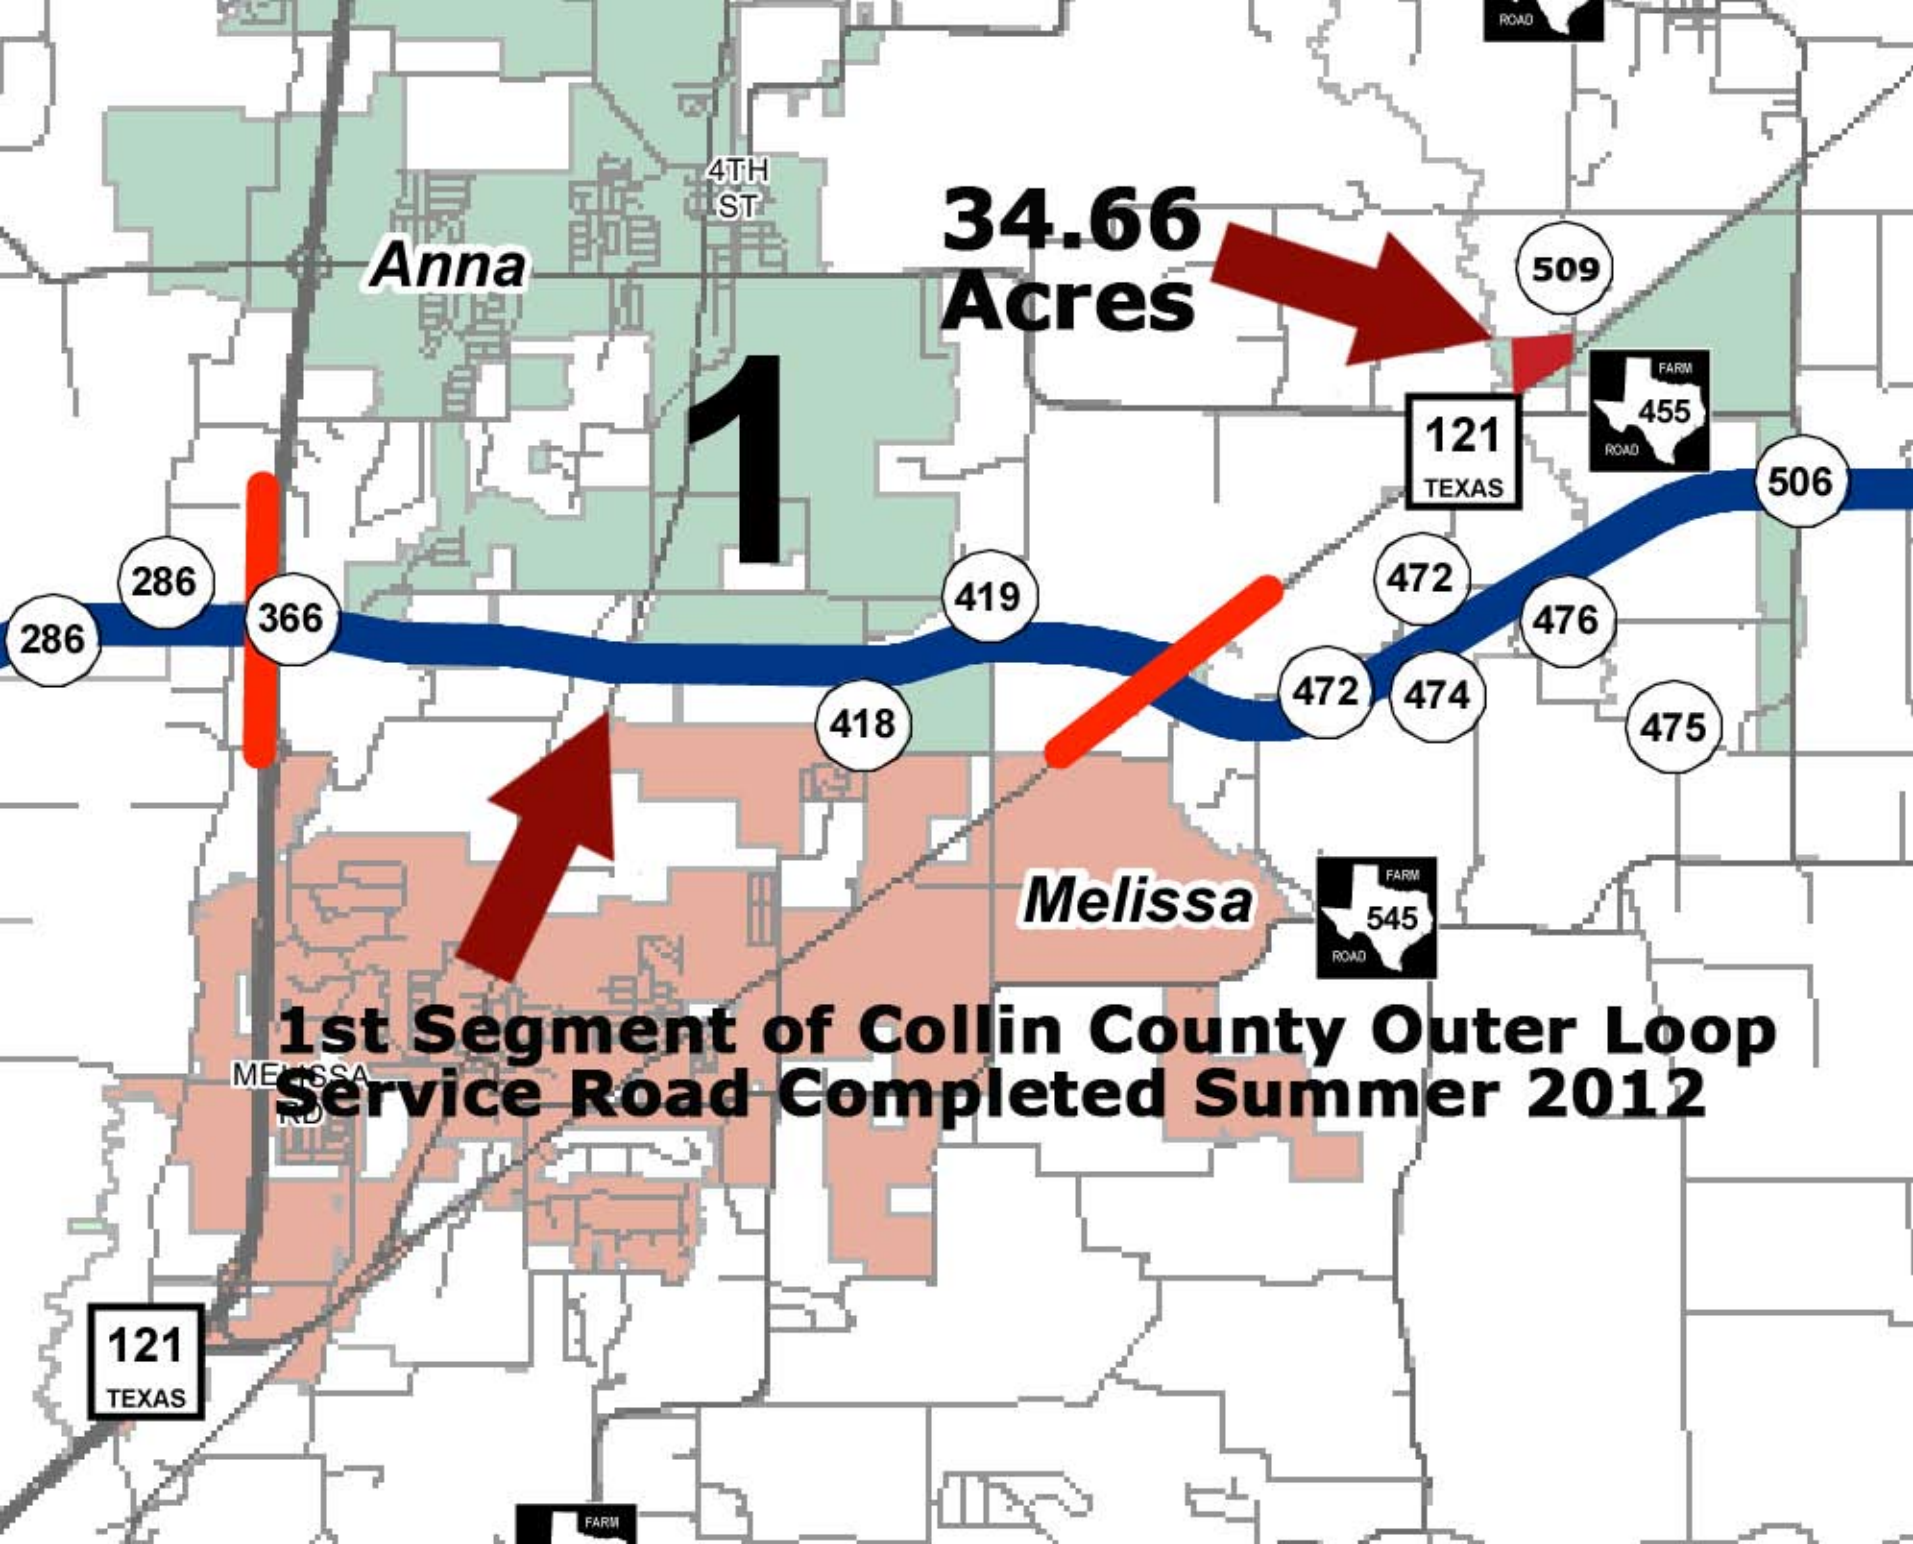 ROAD
4TH
ST
34.66
Acres
509
Anna
1
FARM
455
ROAD
121
TEXAS
506
286
286
366
419
472
476
472
474
418
475
Melissa
FARM
545
ROAD
1st Segment of Collin County Outer Loop
MELISSA
Service Road Completed Summer 2012
RD
121
TEXAS
FARM